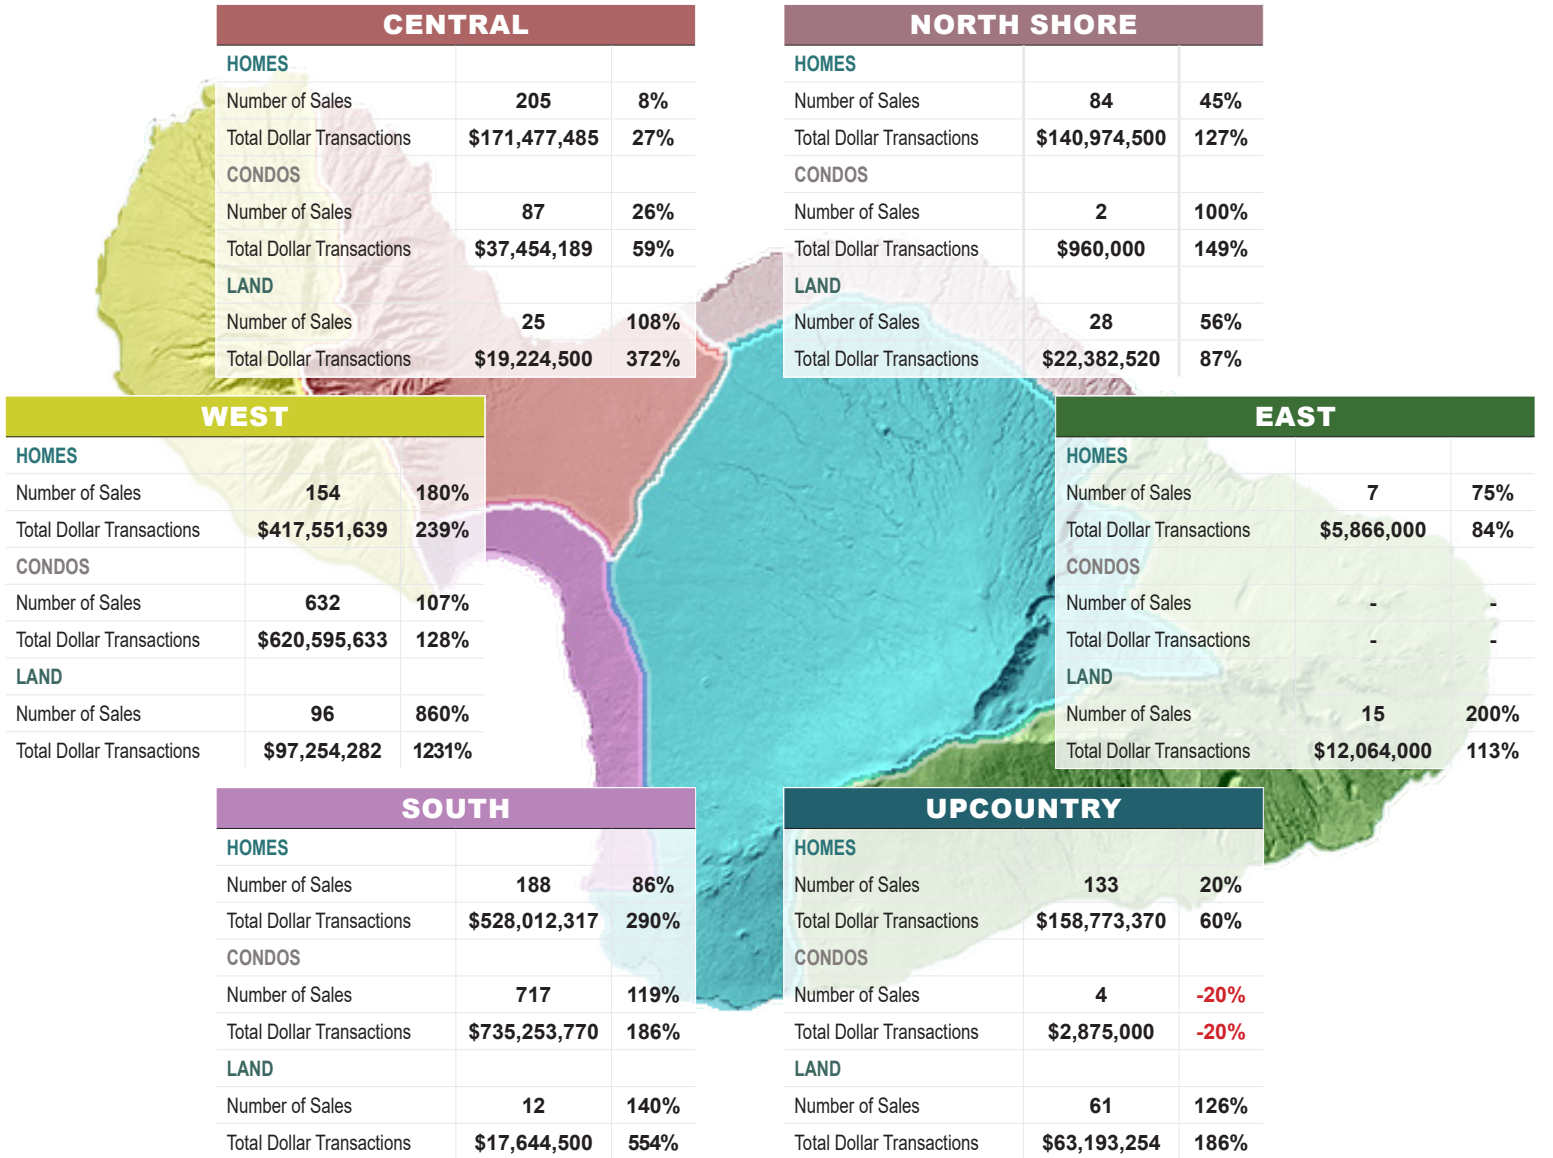 CENTRAL
HOMES
Number of Sales 205 8%
Total Dollar Transactions $171,477,485 27%
CONDOS
Number of Sales 87 26%
Total Dollar Transactions $37,454,189 59%
LAND
Number of Sales 25 108%
Total Dollar Transactions $19,224,500 372%
NORTH SHORE
HOMES
Number of Sales 84 45%
Total Dollar Transactions $140,974,500 127%
CONDOS
Number of Sales 2 100%
Total Dollar Transactions $960,000 149%
LAND
Number of Sales 28 56%
Total Dollar Transactions $22,382,520 87%
WEST
HOMES
Number of Sales 154 180%
Total Dollar Transactions $417,551,639 239%
CONDOS
Number of Sales 632 107%
Total Dollar Transactions $620,595,633 128%
LAND
Number of Sales 96 860%
Total Dollar Transactions $97,254,282 1231%
EAST
HOMES
Number of Sales 7 75%
Total Dollar Transactions $5,866,000 84%
CONDOS
Number of Sales - -
Total Dollar Transactions - -
LAND
Number of Sales 15 200%
Total Dollar Transactions $12,064,000 113%
SOUTH
HOMES
Number of Sales 188 86%
Total Dollar Transactions $528,012,317 290%
CONDOS
Number of Sales 717 119%
Total Dollar Transactions $735,253,770 186%
LAND
Number of Sales 12 140%
Total Dollar Transactions $17,644,500 554%
UPCOUNTRY
HOMES
Number of Sales 133 20%
Total Dollar Transactions $158,773,370 60%
CONDOS
Number of Sales 4 -20%
Total Dollar Transactions $2,875,000 -20%
LAND
Number of Sales 61 126%
Total Dollar Transactions $63,193,254 186%